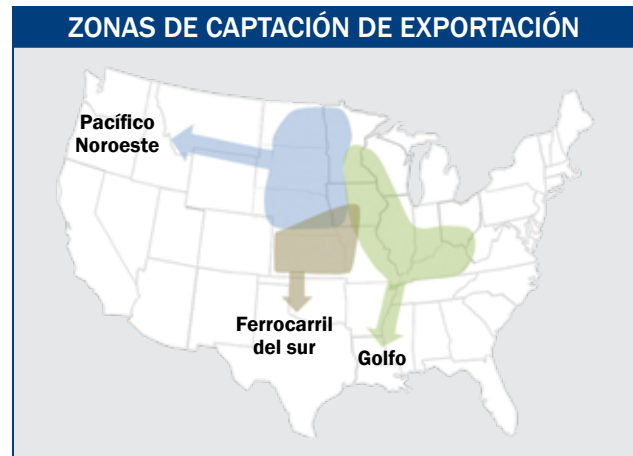 ZONAS DE CAPTACIÓN DE EXPORTACIÓN
Pacífico
Noroeste
Ferrocarril
del sur
Golfo